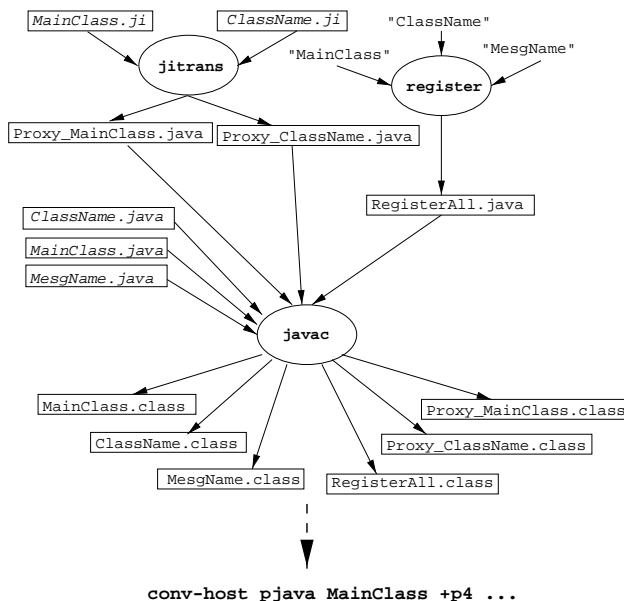 MainClass.ji
ClassName.ji
"ClassName"
"MainClass"
"MesgName"
jitrans
register
Proxy_MainClass.java
Proxy_ClassName.java
RegisterAll.java
ClassName.java
MainClass.java
MesgName.java
javac
MainClass.class
Proxy_MainClass.class
ClassName.class
Proxy_ClassName.class
MesgName.class
RegisterAll.class
conv-host pjava MainClass +p4 ...